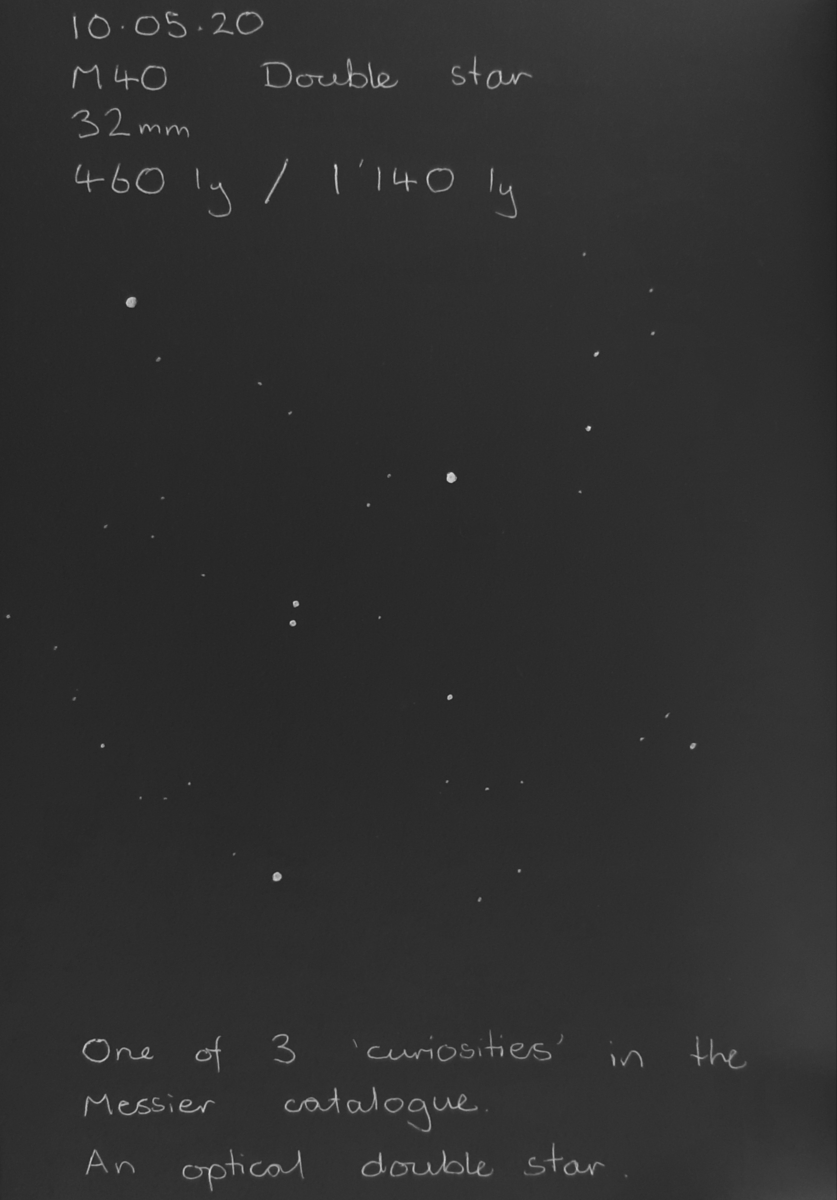 10.05.20
M40 Double star
32mm
460 ly / 1'140 ly
One of 3 'curiosities' in the
Messier catalogue.
An optical double star.